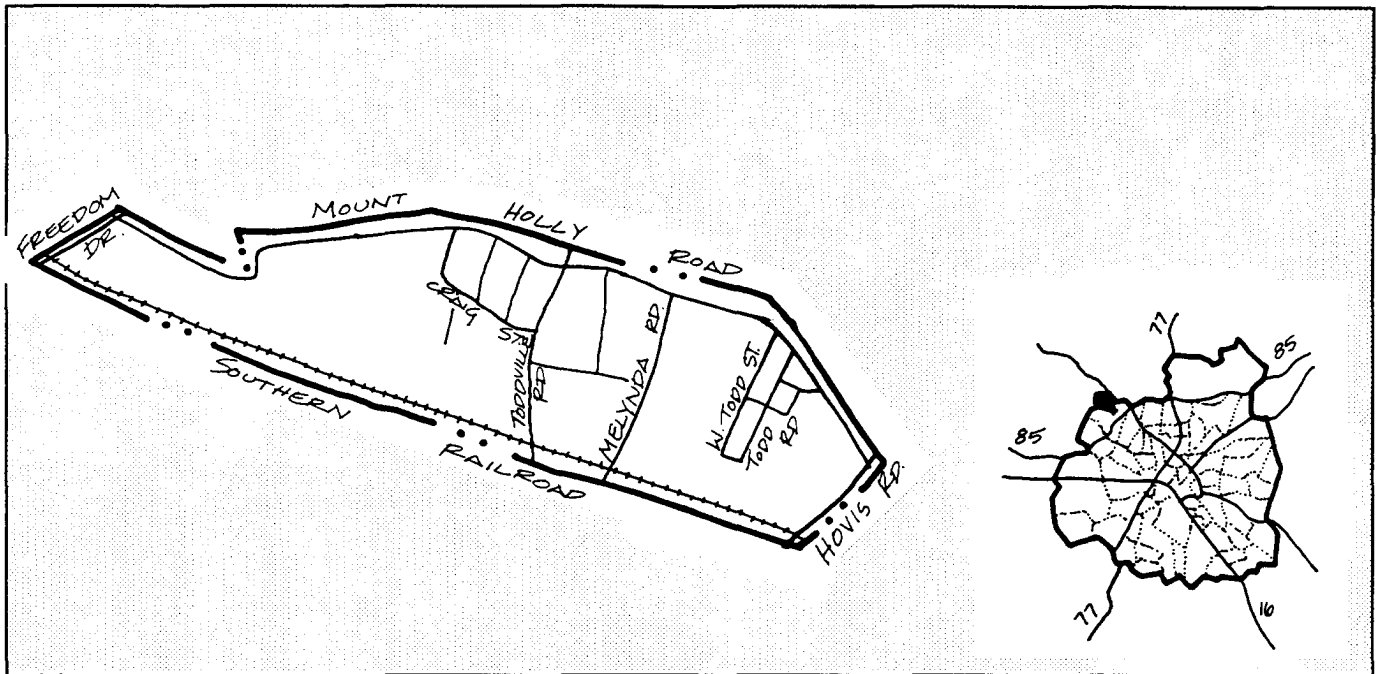 FREEDOM
DR.
MOUNT
HOLLY
ROAD
CRAIG
ST.
TODDVILLE
RD
MELYNDA
RD.
W. TODD ST.
TODD
RD
SOUTHERN
RAILROAD
HOVIS
RD.
77
85
85
77
16